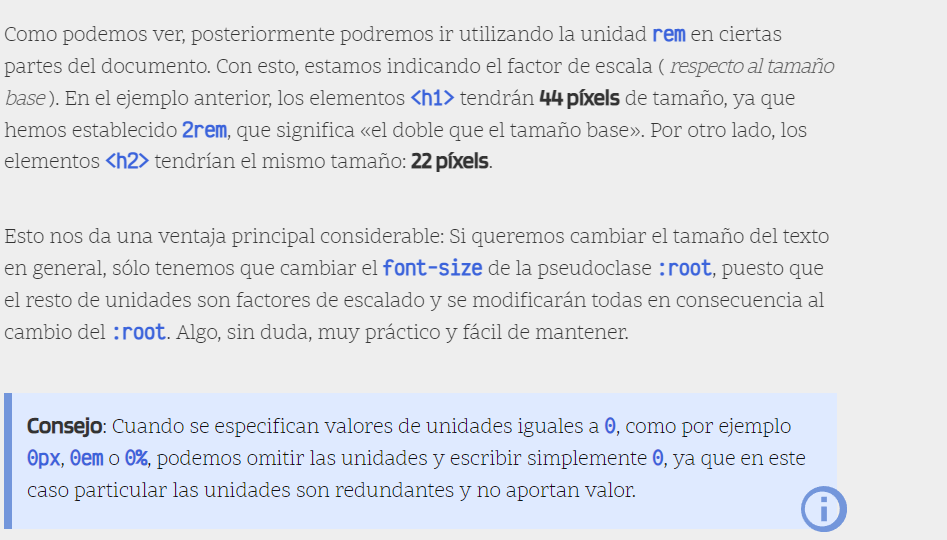 Como podemos ver, posteriormente podremos ir utilizando la unidad rem en ciertas
partes del documento. Con esto, estamos indicando el factor de escala ( respecto al tamaño
base ). En el ejemplo anterior, los elementos <h1> tendrán 44 píxels de tamaño, ya que
hemos establecido 2rem, que significa «el doble que el tamaño base». Por otro lado, los
elementos <h2> tendrían el mismo tamaño: 22 píxels.
Esto nos da una ventaja principal considerable: Si queremos cambiar el tamaño del texto
en general, sólo tenemos que cambiar el font-size de la pseudoclase :root, puesto que
el resto de unidades son factores de escalado y se modificarán todas en consecuencia al
cambio del :root. Algo, sin duda, muy práctico y fácil de mantener.
Consejo: Cuando se especifican valores de unidades iguales a 0, como por ejemplo
0px, 0em o 0%, podemos omitir las unidades y escribir simplemente 0, ya que en este
caso particular las unidades son redundantes y no aportan valor.